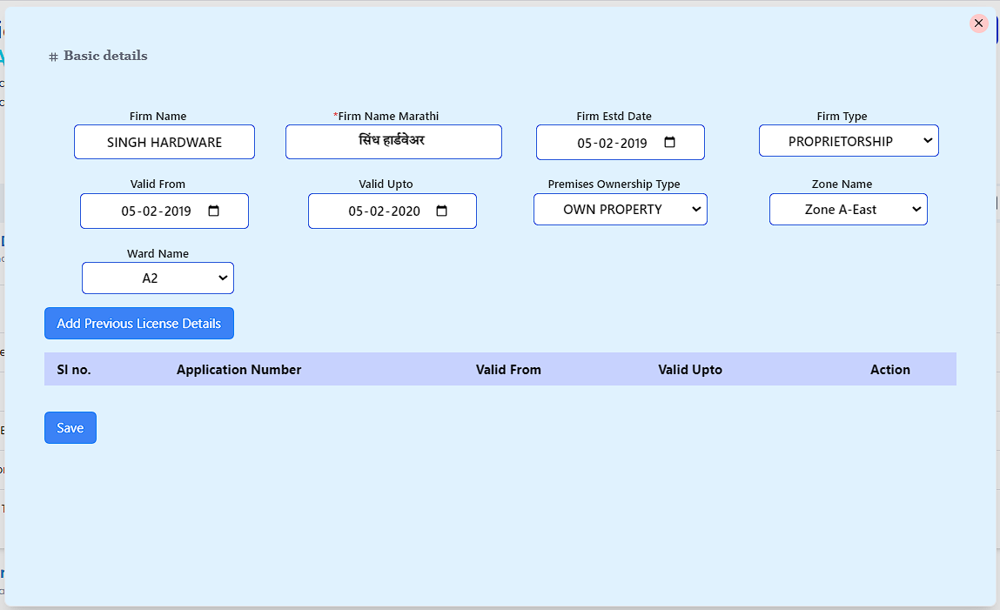 # Basic details
Firm Name *Firm Name Marathi Firm Estd Date Firm Type
SINGH HARDWARE सिंध हार्डवेअर 05-02-2019 PROPRIETORSHIP
Valid From Valid Upto Premises Ownership Type Zone Name
05-02-2019 05-02-2020 OWN PROPERTY Zone A-East
Ward Name
A2
Add Previous License Details
Sl no. Application Number Valid From Valid Upto Action
Save